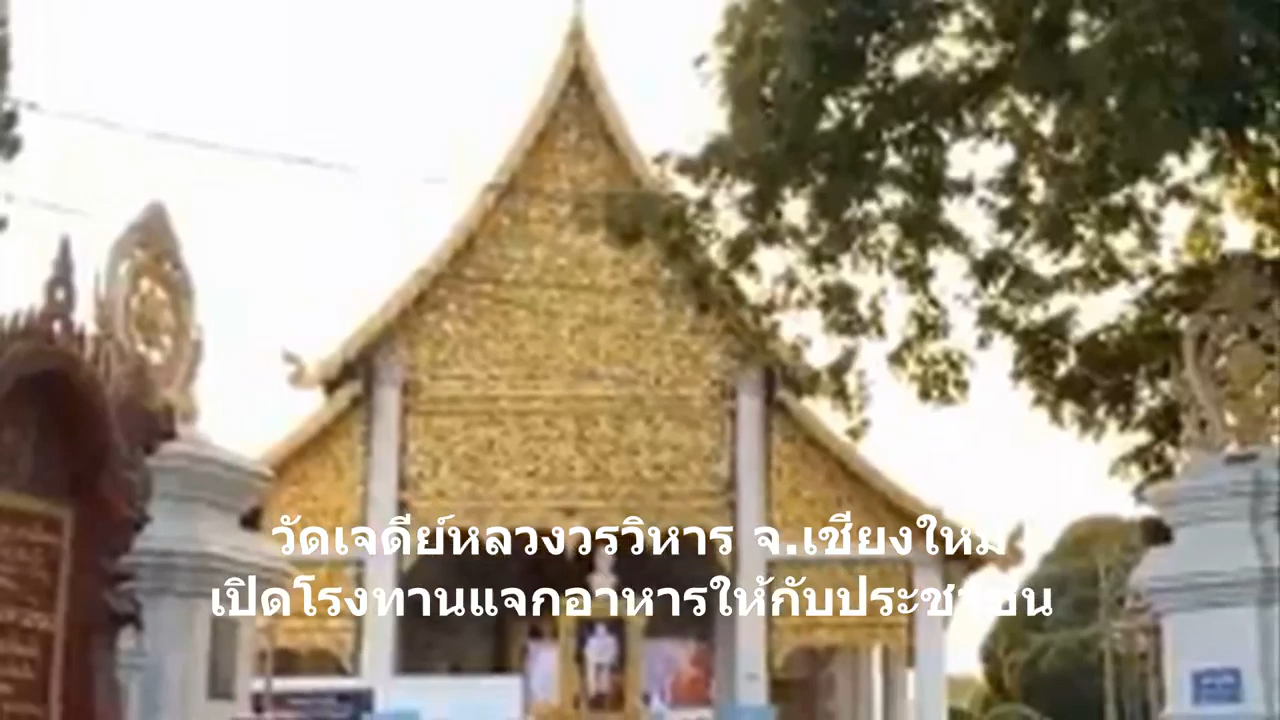 วัดเจดีย์หลวงวรวิหาร จ.เชียงใหม่
เปิดโรงทานแจกอาหารให้กับประชาชน